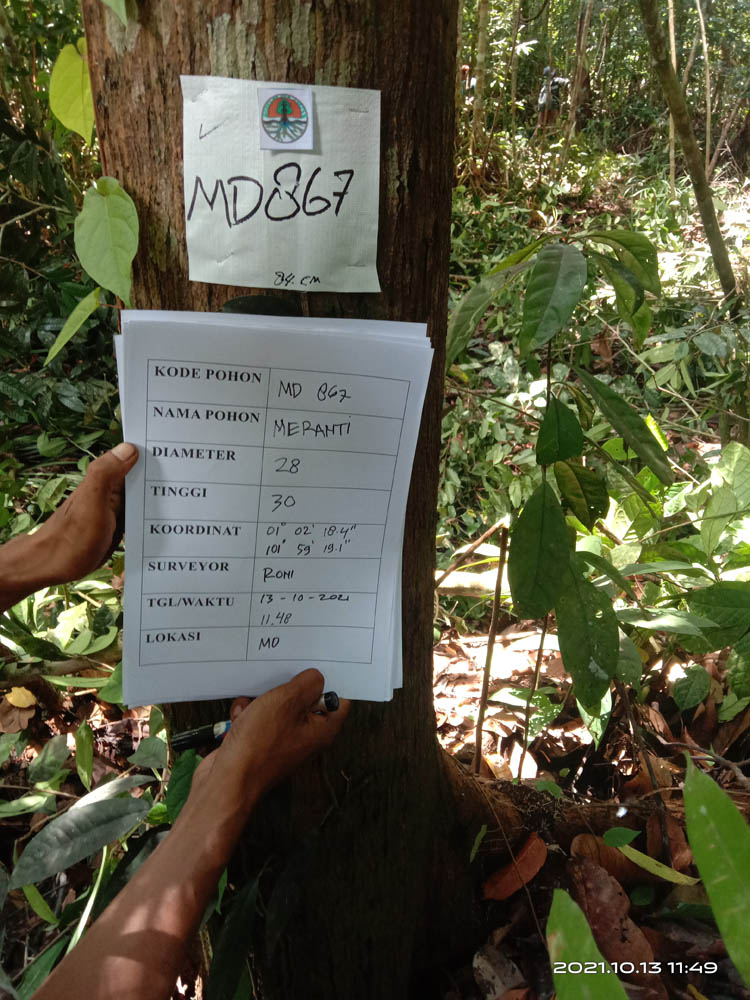 MD867
84 CM
KODE POHON MD 867
NAMA POHON MERANTI
DIAMETER 28
TINGGI 30
KOORDINAT 01° 02' 18.4"
101° 59' 19.1"
SURVEYOR RONI
TGL/WAKTU 13 - 10 - 2021
11.48
LOKASI MD
2021.10.13 11:49